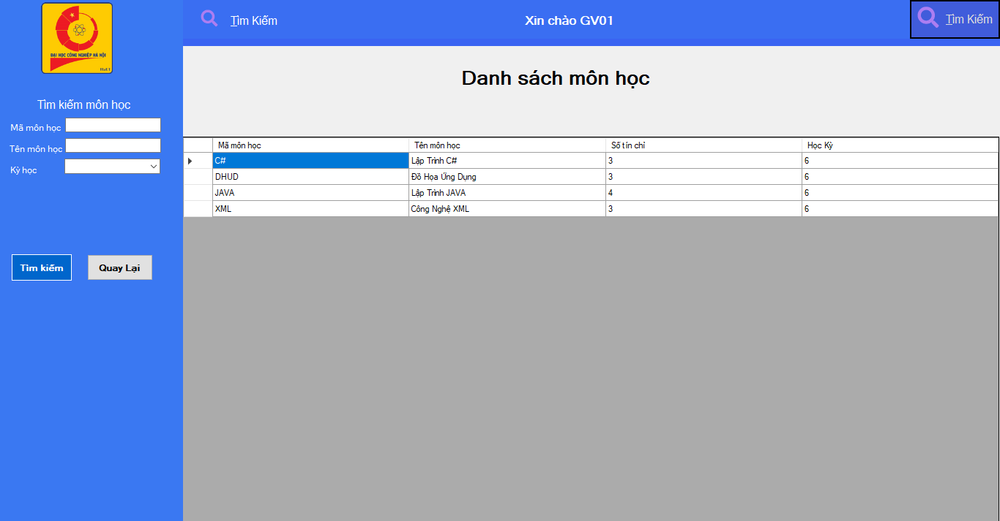 ĐẠI HỌC CÔNG NGHIỆP HÀ NỘI
HaUI
Tìm Kiếm
Xin chào GV01
Tìm Kiếm
Tìm kiếm môn học
Mã môn học
Tên môn học
Kỳ học
Tìm kiếm
Quay Lại
Danh sách môn học
Mã môn học Tên môn học Số tín chỉ Học Kỳ
C# Lập Trình C# 3 6
DHUD Đồ Họa Ứng Dụng 3 6
JAVA Lập Trình JAVA 4 6
XML Công Nghệ XML 3 6